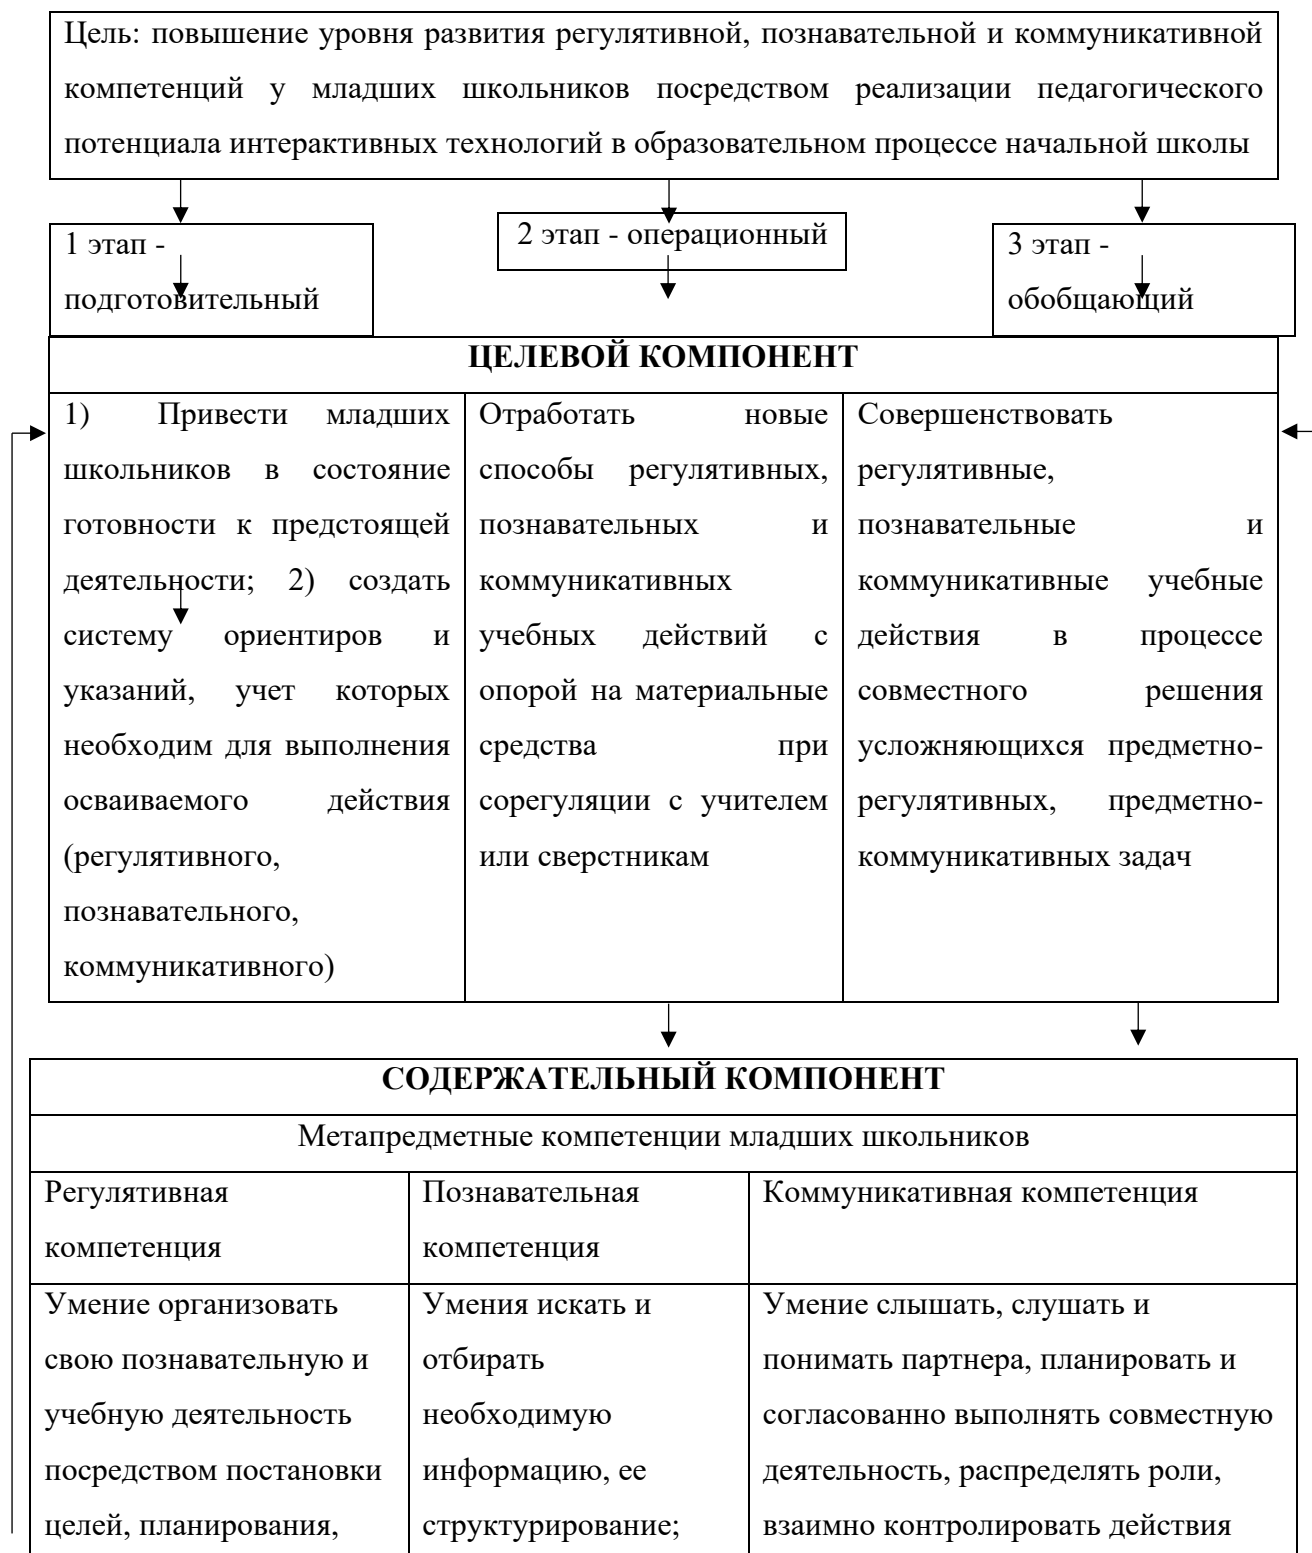 Цель: повышение уровня развития регулятивной, познавательной и коммуникативной
компетенций у младших школьников посредством реализации педагогического
потенциала интерактивных технологий в образовательном процессе начальной школы
1 этап -
подготовительный
2 этап - операционный
3 этап -
обобщающий
ЦЕЛЕВОЙ КОМПОНЕНТ
1) Привести младших
школьников в состояние
готовности к предстоящей
деятельности; 2) создать
систему ориентиров и
указаний, учет которых
необходим для выполнения
осваиваемого действия
(регулятивного,
познавательного,
коммуникативного)
Отработать новые
способы регулятивных,
познавательных и
коммуникативных
учебных действий с
опорой на материальные
средства при
сорегуляции с учителем
или сверстникам
Совершенствовать
регулятивные,
познавательные и
коммуникативные учебные
действия в процессе
совместного решения
усложняющихся предметно-
регулятивных, предметно-
коммуникативных задач
СОДЕРЖАТЕЛЬНЫЙ КОМПОНЕНТ
Метапредметные компетенции младших школьников
Регулятивная
компетенция
Познавательная
компетенция
Коммуникативная компетенция
Умение организовать
свою познавательную и
учебную деятельность
посредством постановки
целей, планирования,
Умения искать и
отбирать
необходимую
информацию, ее
структурирование;
Умение слышать, слушать и
понимать партнера, планировать и
согласованно выполнять совместную
деятельность, распределять роли,
взаимно контролировать действия